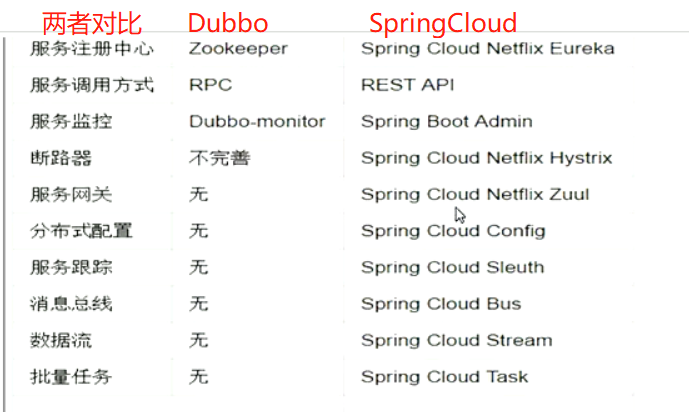 两者对比 Dubbo SpringCloud
服务注册中心 Zookeeper Spring Cloud Netflix Eureka
服务调用方式 RPC REST API
服务监控 Dubbo-monitor Spring Boot Admin
断路器 不完善 Spring Cloud Netflix Hystrix
服务网关 无 Spring Cloud Netflix Zuul
分布式配置 无 Spring Cloud Config
服务跟踪 无 Spring Cloud Sleuth
消息总线 无 Spring Cloud Bus
数据流 无 Spring Cloud Stream
批量任务 无 Spring Cloud Task